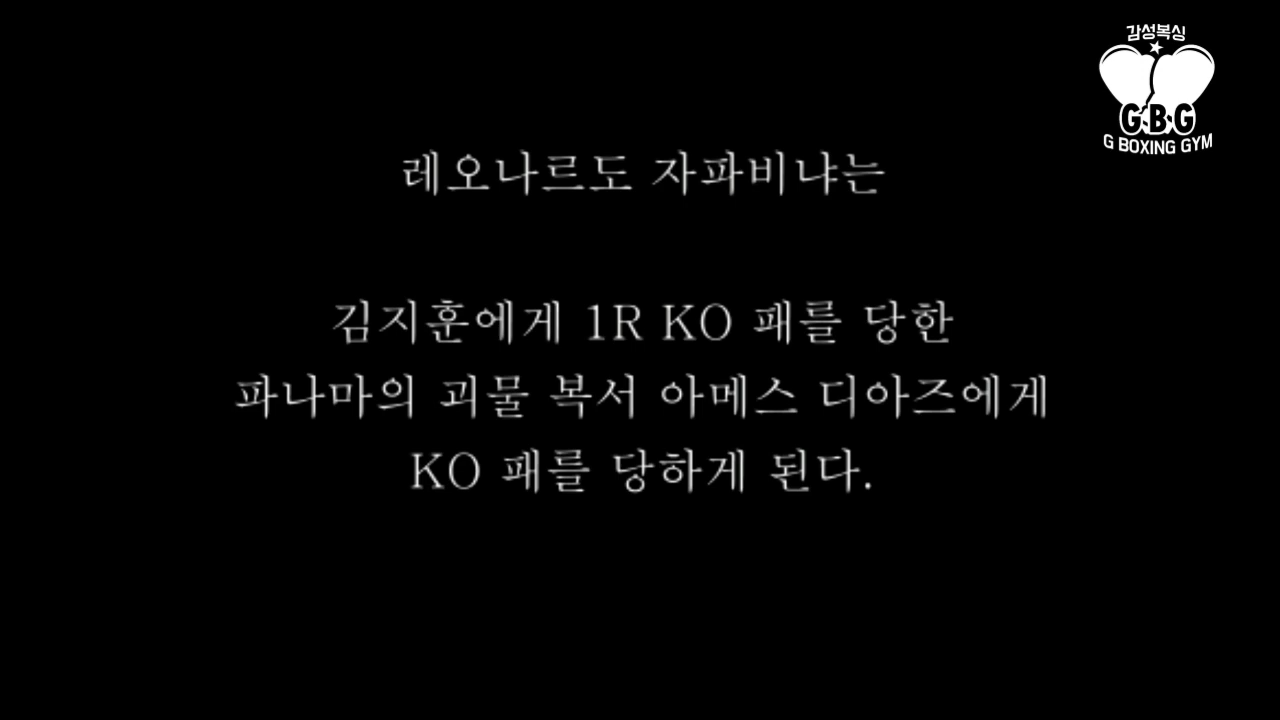 감성복싱
G·B·G
G BOXING GYM
레오나르도 자파비냐는
김지훈에게 1R KO 패를 당한
파나마의 괴물 복서 아메스 디아즈에게
KO 패를 당하게 된다.